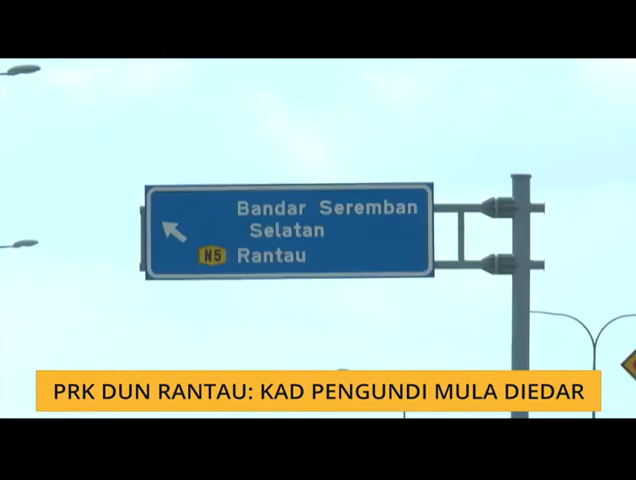 Bandar Seremban
Selatan
N5 Rantau
PRK DUN RANTAU: KAD PENGUNDI MULA DIEDAR